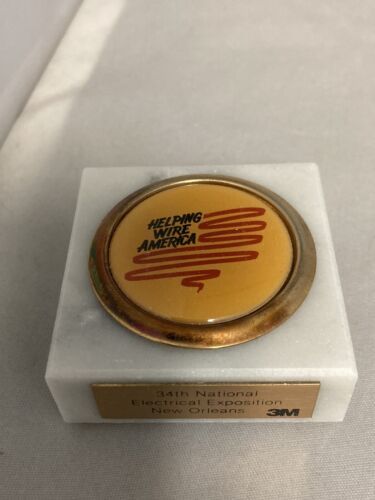 HELPING
WIRE
AMERICA
34th National
Electrical Exposition
New Orleans 3M